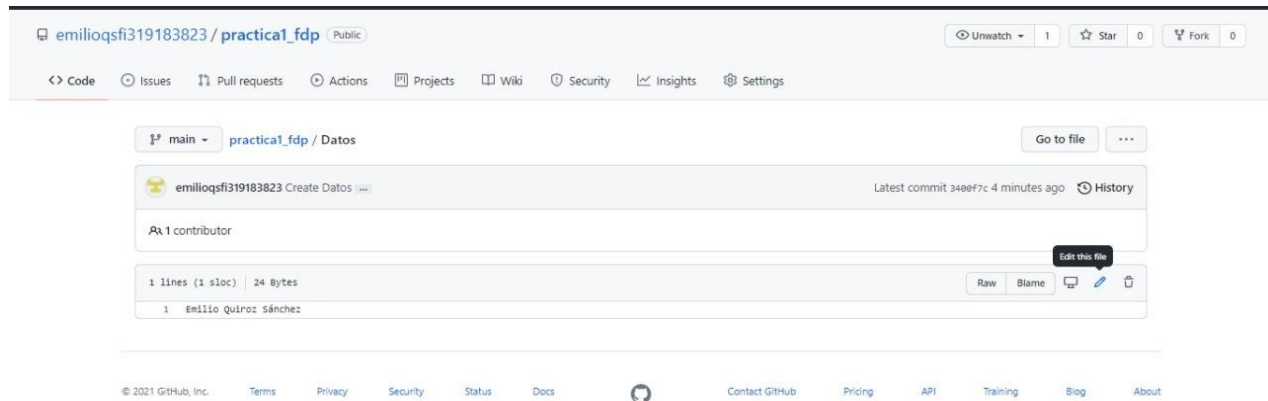 emilioqsfi319183823 / practica1_fdp Public
Unwatch 1 Star 0 Fork 0
Code Issues Pull requests Actions Projects Wiki Security Insights Settings
main practica1_fdp / Datos
Go to file ...
emilioqsfi319183823 Create Datos ...
Latest commit 3400f7c 4 minutes ago History
1 contributor
Edit this file
1 lines (1 sloc) 24 Bytes
Raw Blame
1 Emilio Quiroz Sánchez
© 2021 GitHub, Inc. Terms Privacy Security Status Docs Contact GitHub Pricing API Training Blog About